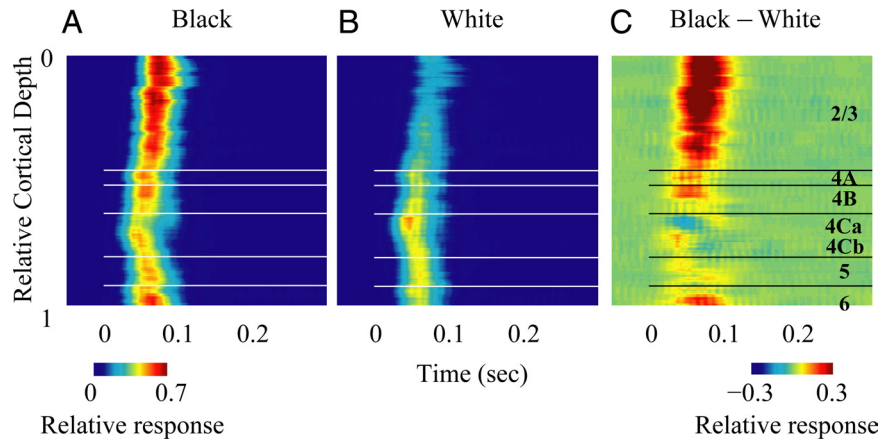 A Black B White C Black – White
0
2/3
4A
4B
4Ca
4Cb
5
6
1
Relative Cortical Depth
0 0.1 0.2 0 0.1 0.2 0 0.1 0.2
Time (sec)
0 0.7
Relative response
−0.3 0.3
Relative response